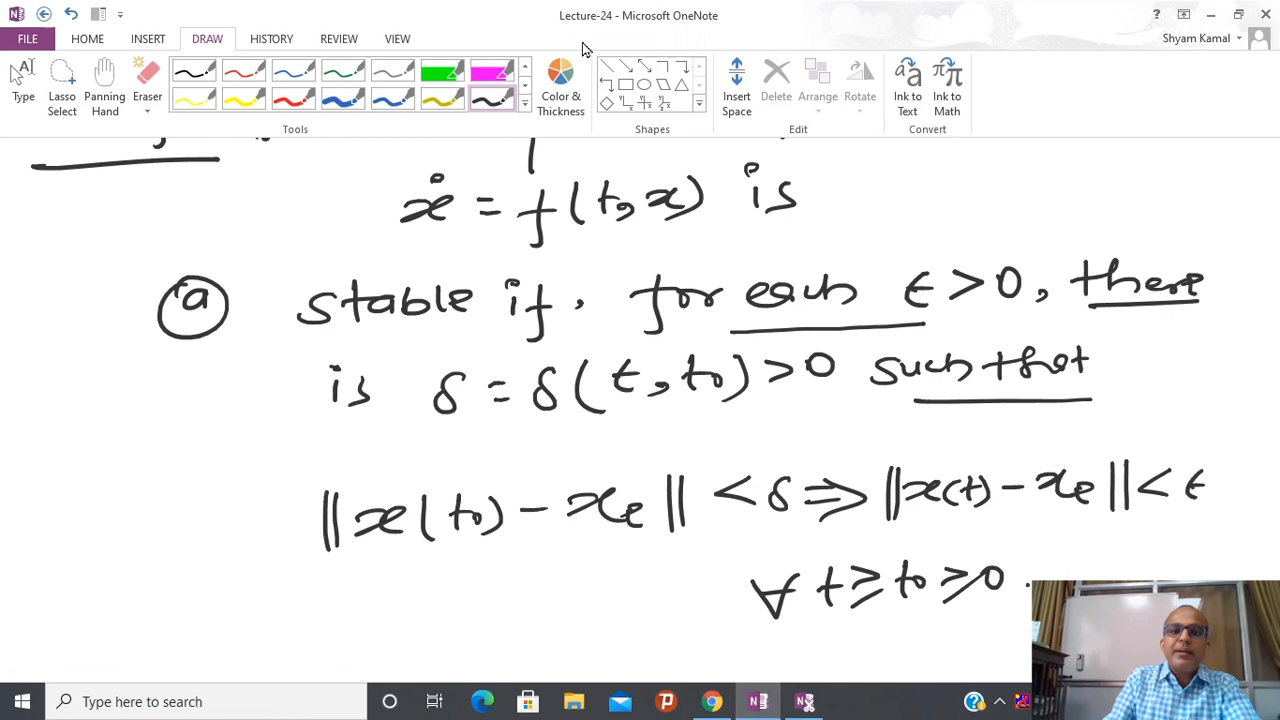 Lecture-24 - Microsoft OneNote
FILE HOME INSERT DRAW HISTORY REVIEW VIEW Shyam Kamal
Type Lasso Select Panning Hand Eraser Color & Thickness Insert Space Delete Arrange Rotate Ink to Text Ink to Math
Tools Shapes Edit Convert
ẋ = f(t, x) is
(a) stable if, for each ϵ > 0, there
is δ = δ(ϵ, t0) > 0 such that
||x(t0) - xe|| < δ ⇒ ||x(t) - xe|| < ϵ
∀ t ≥ t0 ≥ 0.
Type here to search